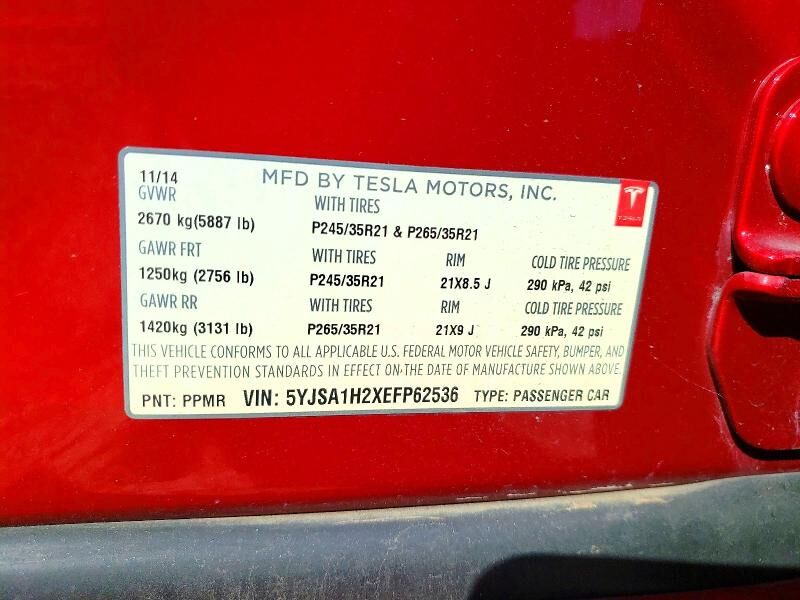 11/14 MFD BY TESLA MOTORS, INC.
GVWR WITH TIRES
2670 kg(5887 lb) P245/35R21 & P265/35R21
GAWR FRT WITH TIRES RIM COLD TIRE PRESSURE
1250kg (2756 lb) P245/35R21 21X8.5 J 290 kPa, 42 psi
GAWR RR WITH TIRES RIM COLD TIRE PRESSURE
1420kg (3131 lb) P265/35R21 21X9 J 290 kPa, 42 psi
THIS VEHICLE CONFORMS TO ALL APPLICABLE U.S. FEDERAL MOTOR VEHICLE SAFETY, BUMPER, AND
THEFT PREVENTION STANDARDS IN EFFECT ON THE DATE OF MANUFACTURE SHOWN ABOVE.
PNT: PPMR VIN: 5YJSA1H2XEFP62536 TYPE: PASSENGER CAR
TESLA